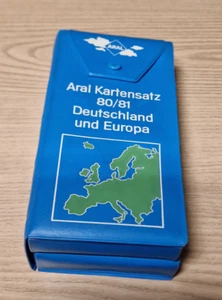 ARAL
Aral Kartensatz
80/81
Deutschland
und Europa